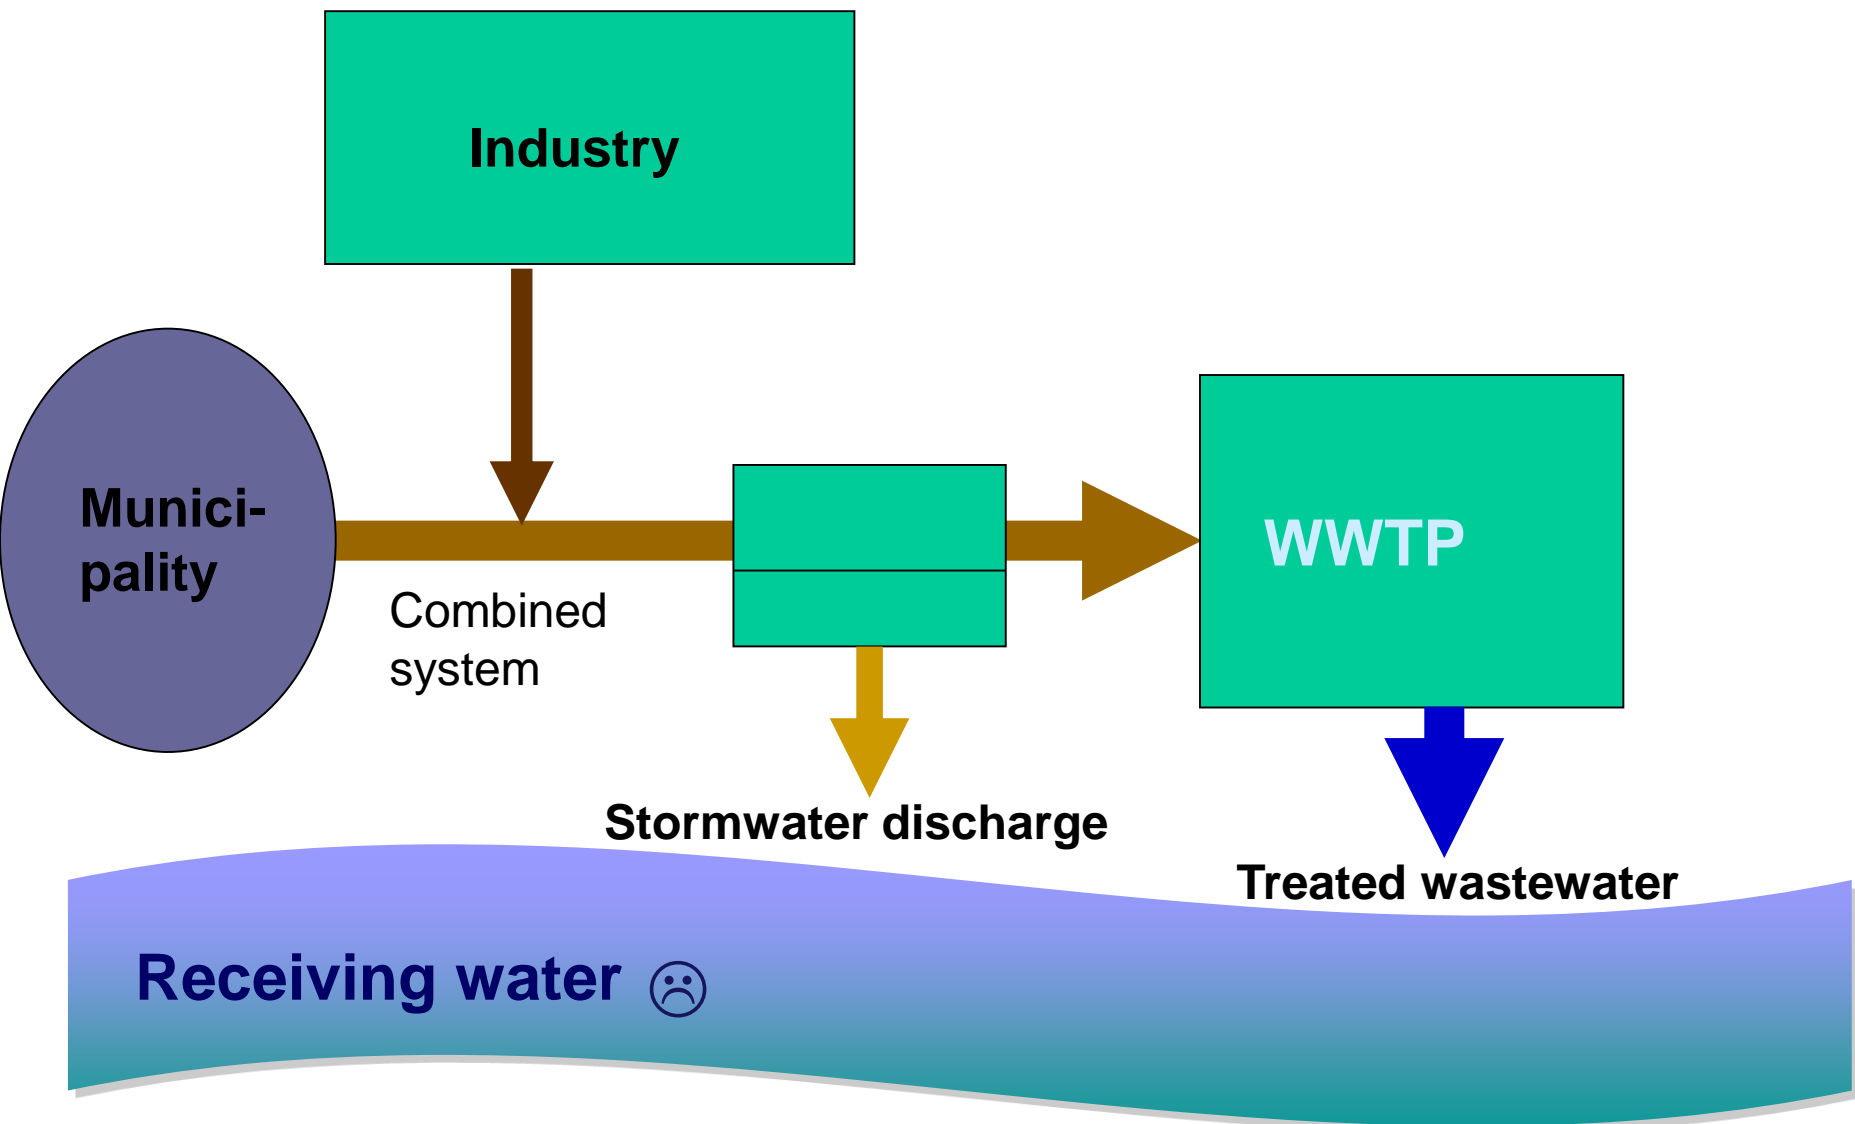 Industry
Munici-
pality
WWTP
Combined
system
Stormwater discharge
Treated wastewater
Receiving water ☹